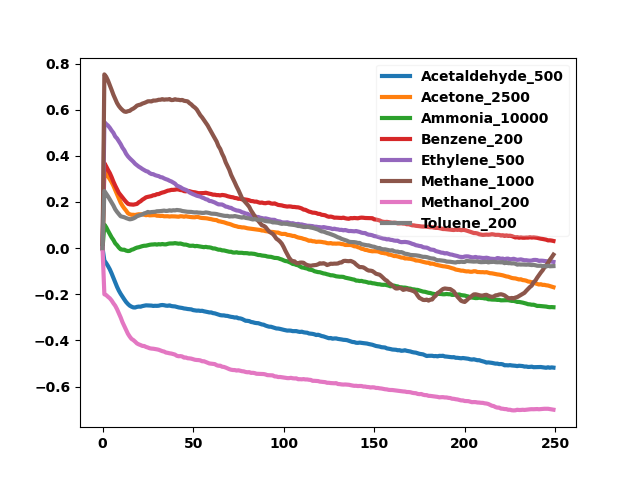 0.8
0.6
0.4
0.2
0.0
−0.2
−0.4
−0.6
0 50 100 150 200 250
Acetaldehyde_500
Acetone_2500
Ammonia_10000
Benzene_200
Ethylene_500
Methane_1000
Methanol_200
Toluene_200